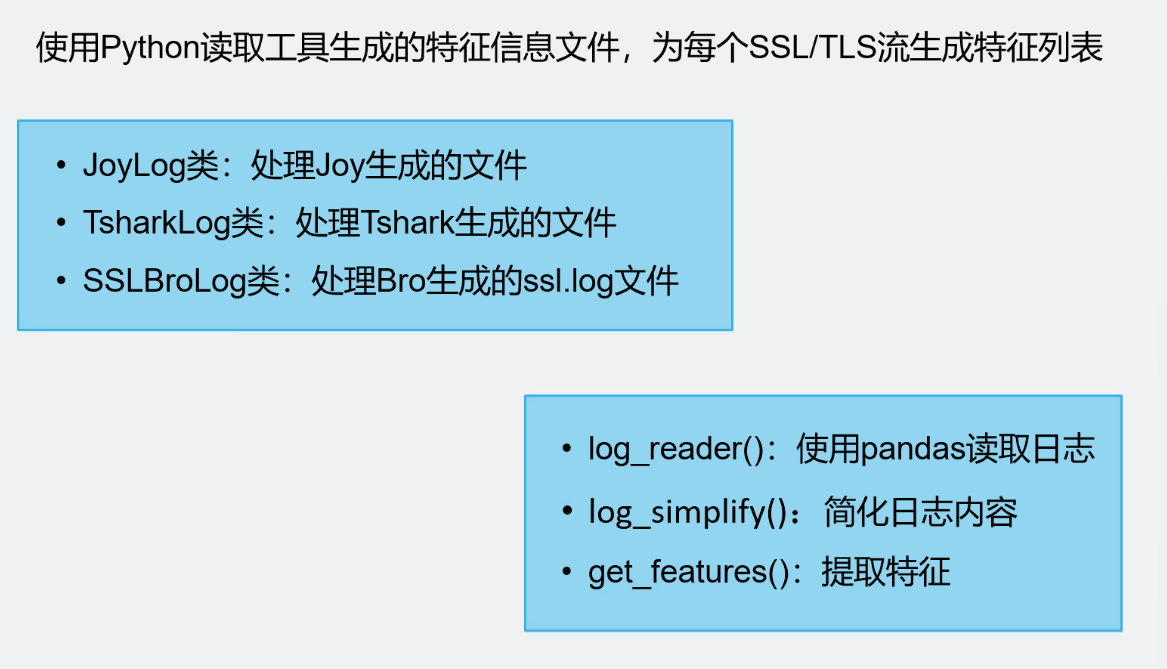 使用Python读取工具生成的特征信息文件，为每个SSL/TLS流生成特征列表
• JoyLog类：处理Joy生成的文件
• TsharkLog类：处理Tshark生成的文件
• SSLBroLog类：处理Bro生成的ssl.log文件
• log_reader()：使用pandas读取日志
• log_simplify()：简化日志内容
• get_features()：提取特征